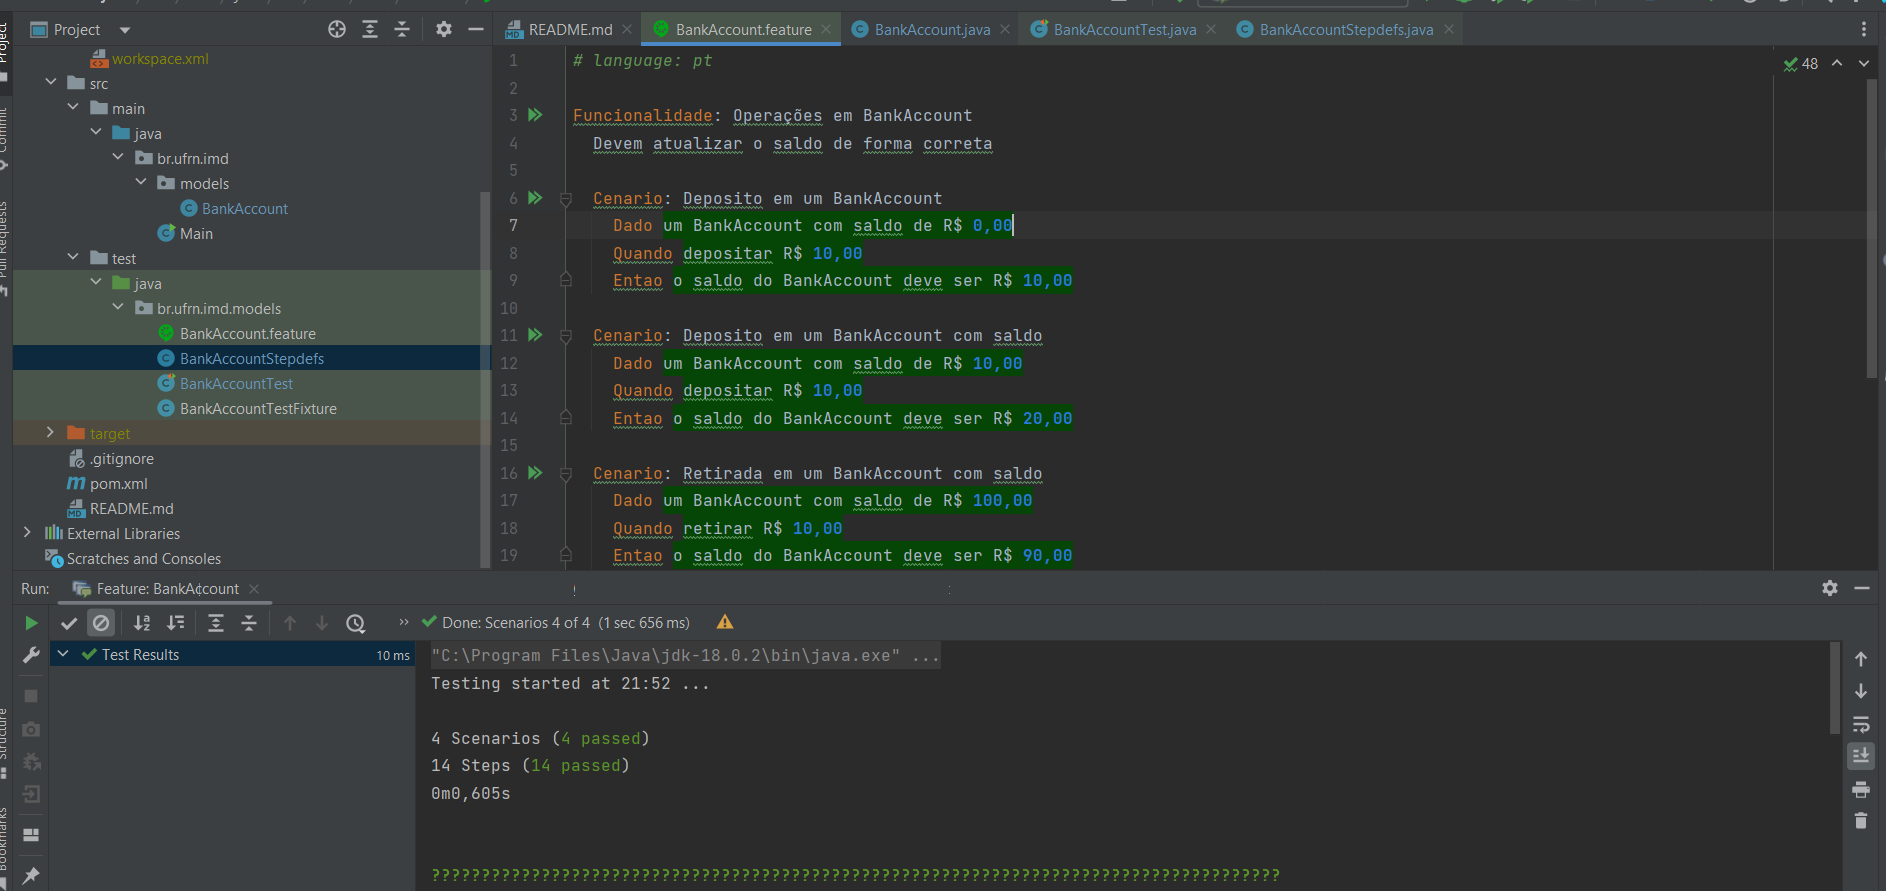 Project
README.md
BankAccount.feature
BankAccount.java
BankAccountTest.java
BankAccountStepdefs.java
Project
Commit
Pull Requests
workspace.xml
src
main
java
br.ufrn.imd
models
BankAccount
Main
test
java
br.ufrn.imd.models
BankAccount.feature
BankAccountStepdefs
BankAccountTest
BankAccountTestFixture
target
.gitignore
pom.xml
README.md
External Libraries
Scratches and Consoles
48
1 # language: pt
2
3 Funcionalidade: Operações em BankAccount
4 Devem atualizar o saldo de forma correta
5
6 Cenario: Deposito em um BankAccount
7 Dado um BankAccount com saldo de R$ 0,00
8 Quando depositar R$ 10,00
9 Entao o saldo do BankAccount deve ser R$ 10,00
10
11 Cenario: Deposito em um BankAccount com saldo
12 Dado um BankAccount com saldo de R$ 10,00
13 Quando depositar R$ 10,00
14 Entao o saldo do BankAccount deve ser R$ 20,00
15
16 Cenario: Retirada em um BankAccount com saldo
17 Dado um BankAccount com saldo de R$ 100,00
18 Quando retirar R$ 10,00
19 Entao o saldo do BankAccount deve ser R$ 90,00
Run: Feature: BankAccount
Done: Scenarios 4 of 4 (1 sec 656 ms)
Test Results 10 ms
"C:\Program Files\Java\jdk-18.0.2\bin\java.exe" ...
Testing started at 21:52 ...
4 Scenarios (4 passed)
14 Steps (14 passed)
0m0,605s
?????????????????????????????????????????????????????????????????????????????????????
Structure
Bookmarks